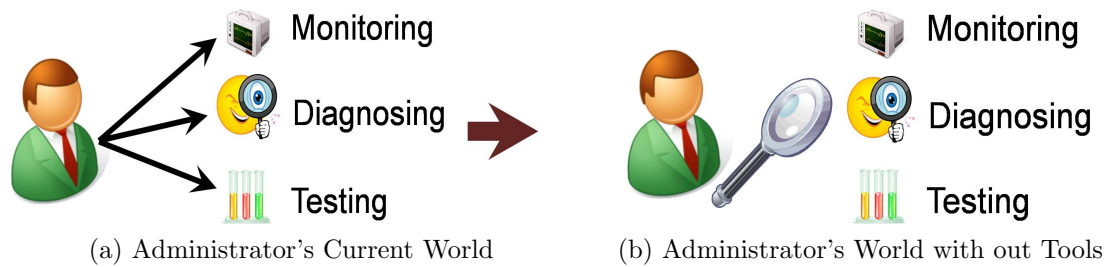 Monitoring
Diagnosing
Testing
(a) Administrator's Current World
Monitoring
Diagnosing
Testing
(b) Administrator's World with out Tools